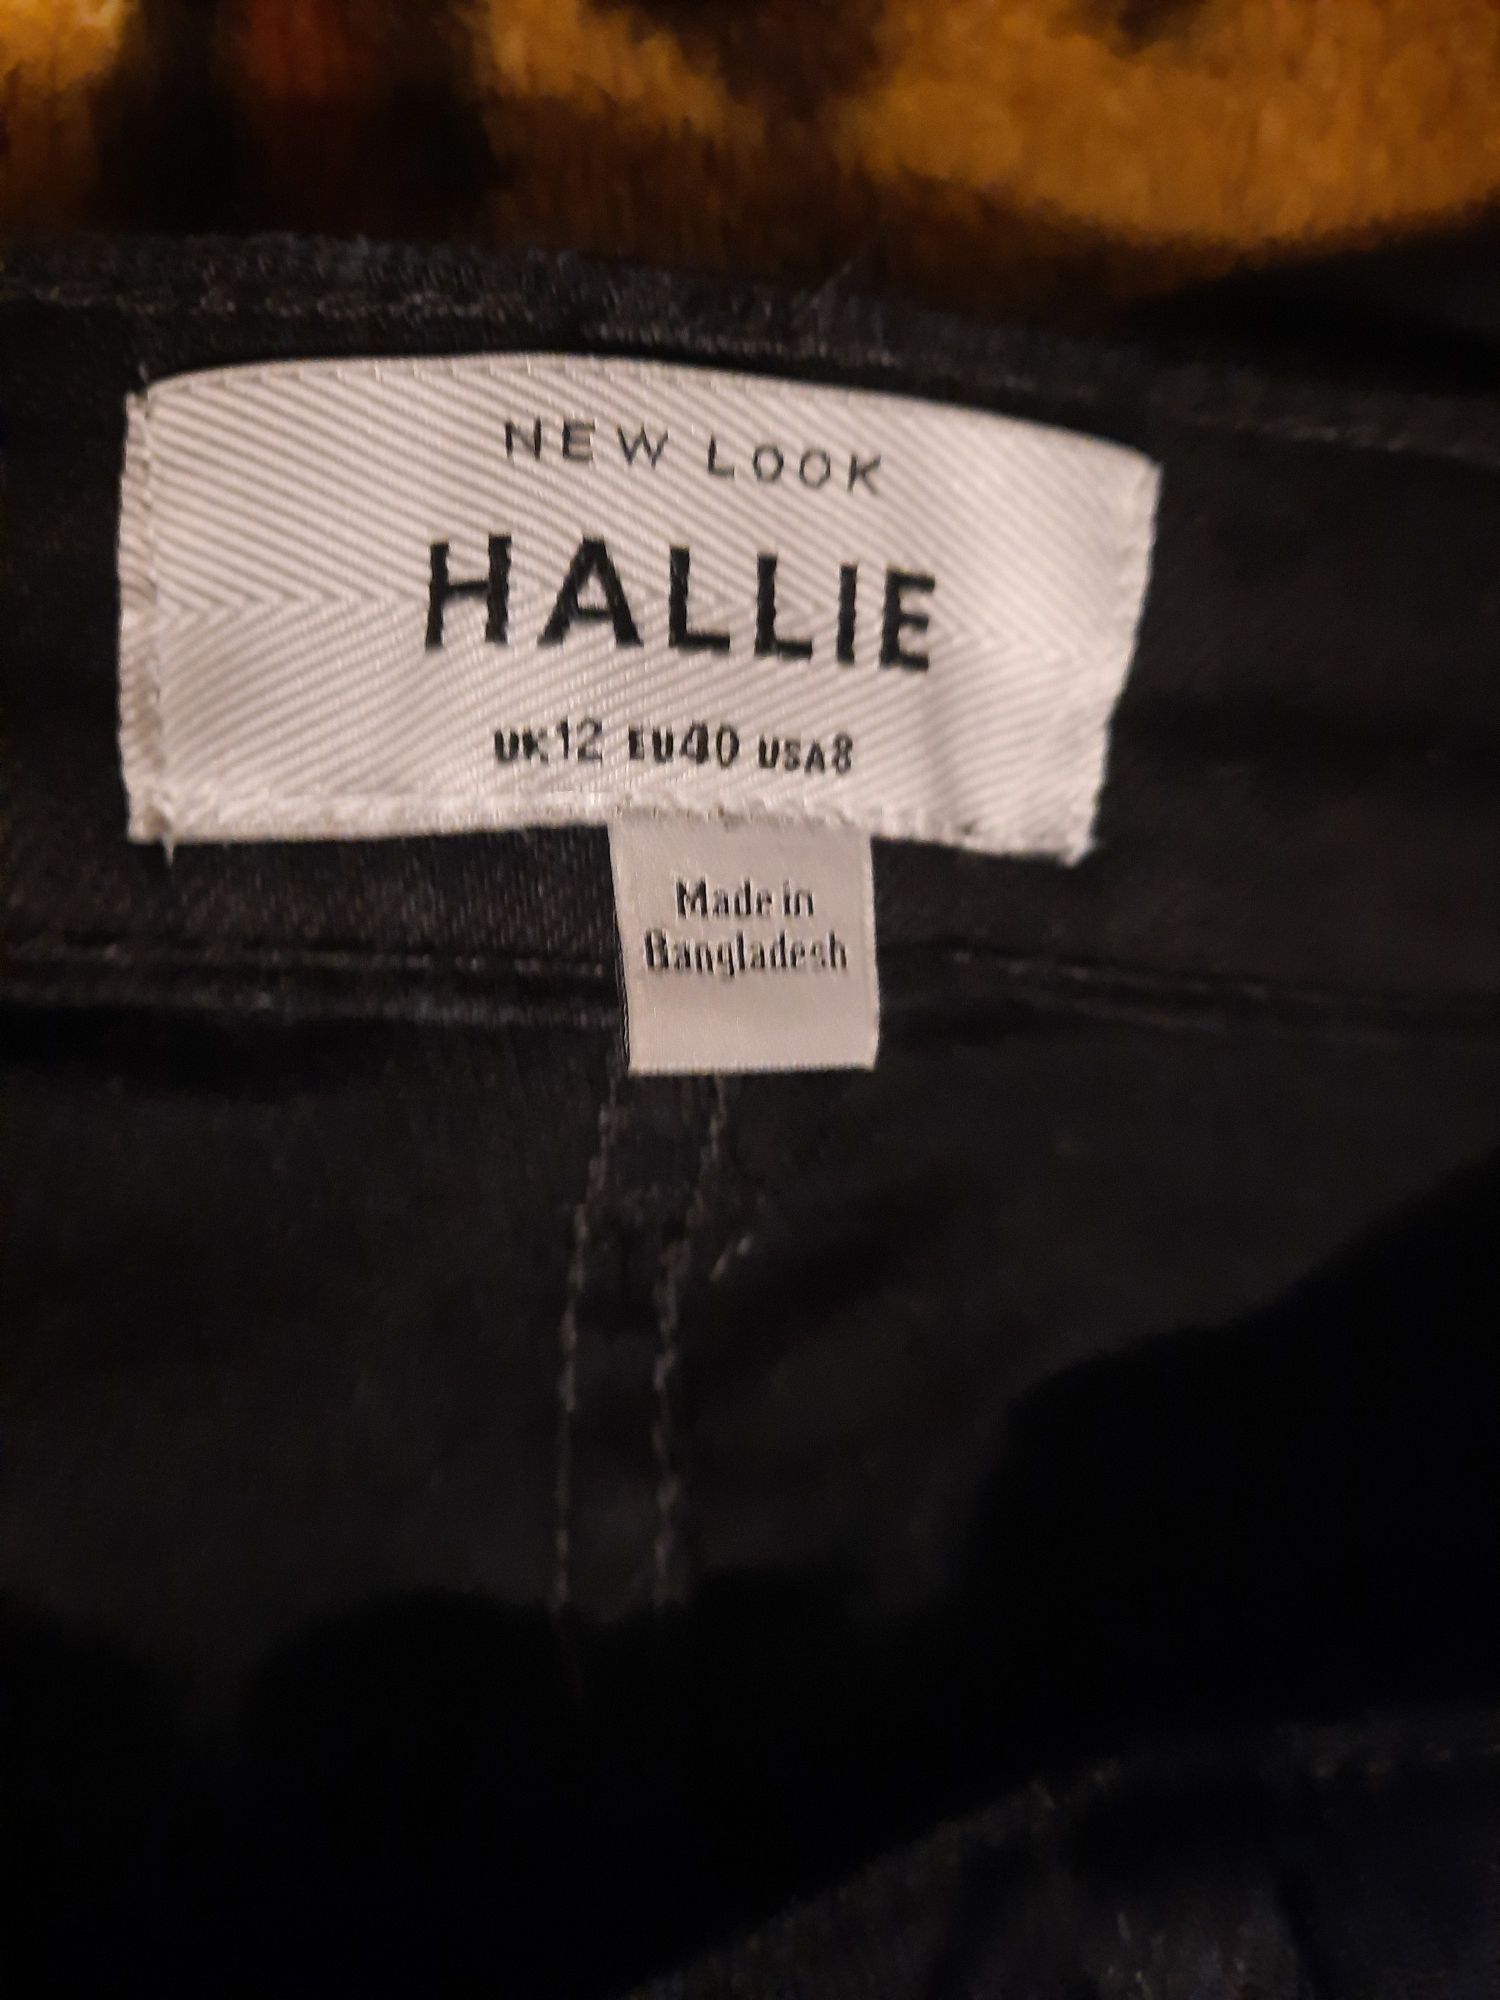 NEW LOOK
HALLIE
UK12 EU40 USA8
Made in
Bangladesh